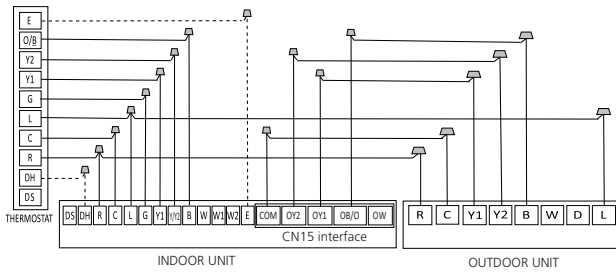 E
O/B
Y2
Y1
G
L
C
R
DH
DS
THERMOSTAT
DS DH R C L G Y1 Y/Y2 B W W1 W2 E COM OY2 OY1 OB/O OW
CN15 interface
INDOOR UNIT
R C Y1 Y2 B W D L
OUTDOOR UNIT